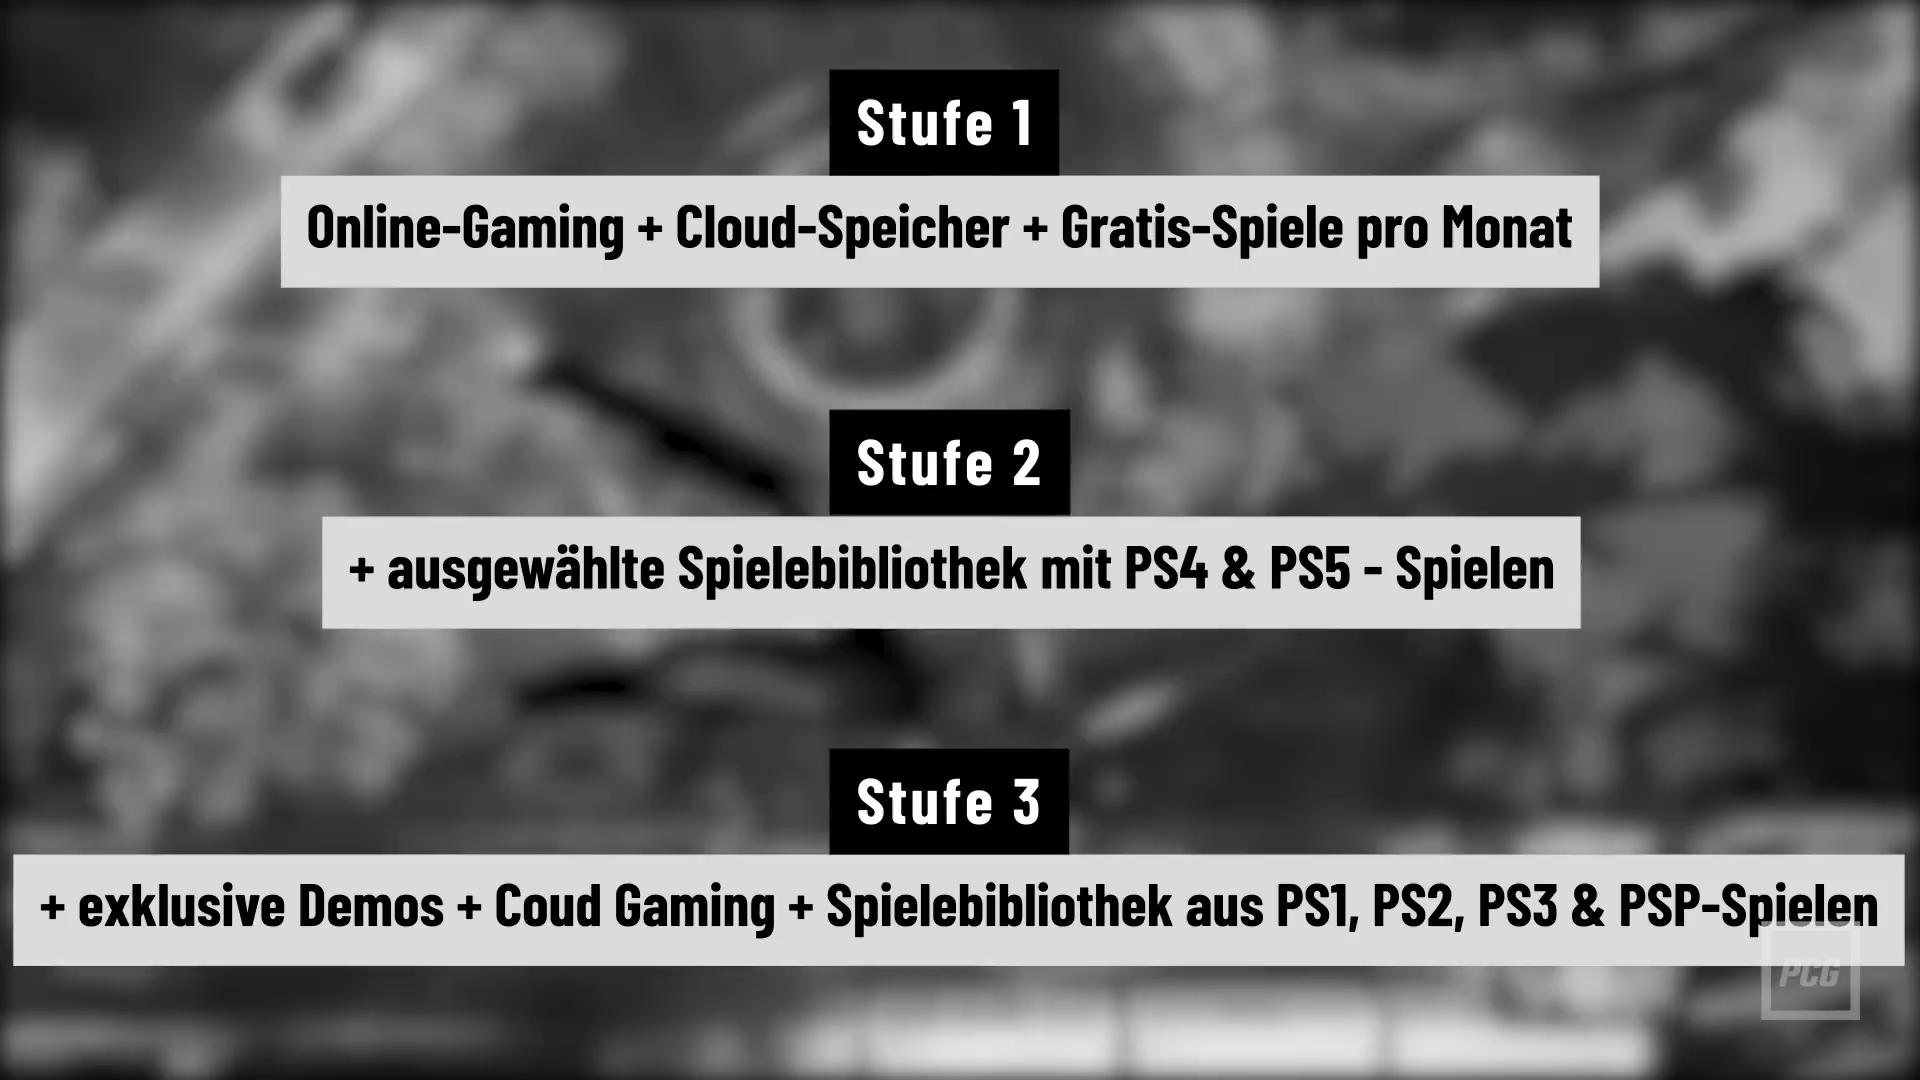 Stufe 1
Online-Gaming + Cloud-Speicher + Gratis-Spiele pro Monat
Stufe 2
+ ausgewählte Spielebibliothek mit PS4 & PS5 - Spielen
Stufe 3
+ exklusive Demos + Coud Gaming + Spielebibliothek aus PS1, PS2, PS3 & PSP-Spielen
PCG